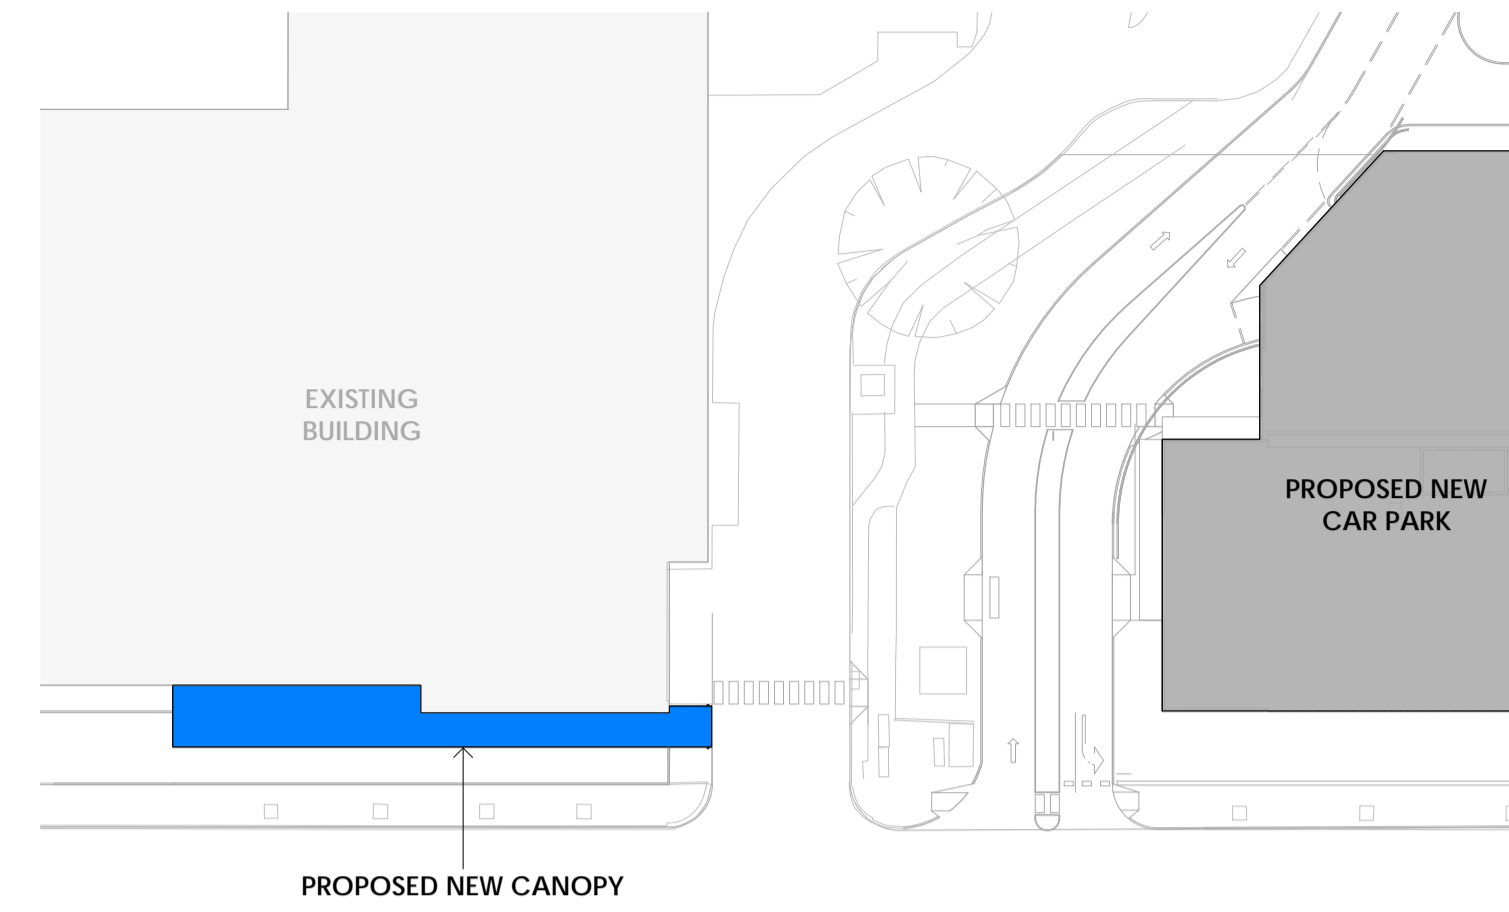 EXISTING
BUILDING
PROPOSED NEW
CAR PARK
PROPOSED NEW CANOPY